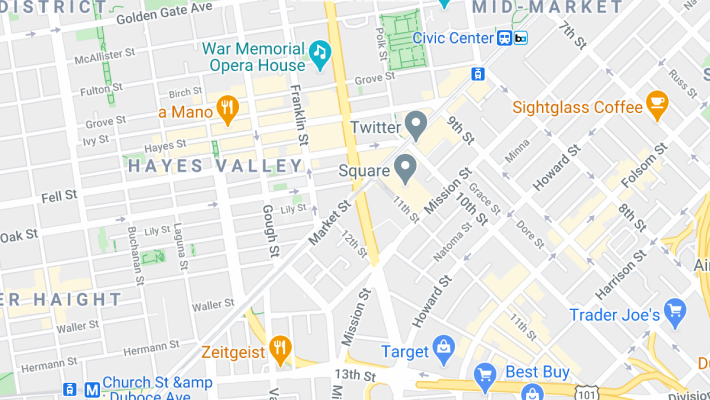 DISTRICT
Golden Gate Ave
MID-MARKET
McAllister St
War Memorial
Opera House
Polk St
Civic Center
7th St
Fulton St
Birch St
Grove St
Russ St
a Mano
Franklin St
Sightglass Coffee
Grove St
Ivy St
Hayes St
Twitter
9th St
Minna
HAYES VALLEY
Square
Howard St
Folsom St
Fell St
Mission St
Grace St
10th St
8th St
Lily St
11th St
Oak St
Lily St
Gough St
Market St
Dore St
Buchanan St
Laguna St
12th St
Natoma St
Harrison St
ER HAIGHT
Waller St
Mission St
Howard St
Waller St
11th St
Trader Joe's
Hermann St
Zeitgeist
Target
Hermann St
13th St
Best Buy
Church St &amp
Duboce Ave
101
Division